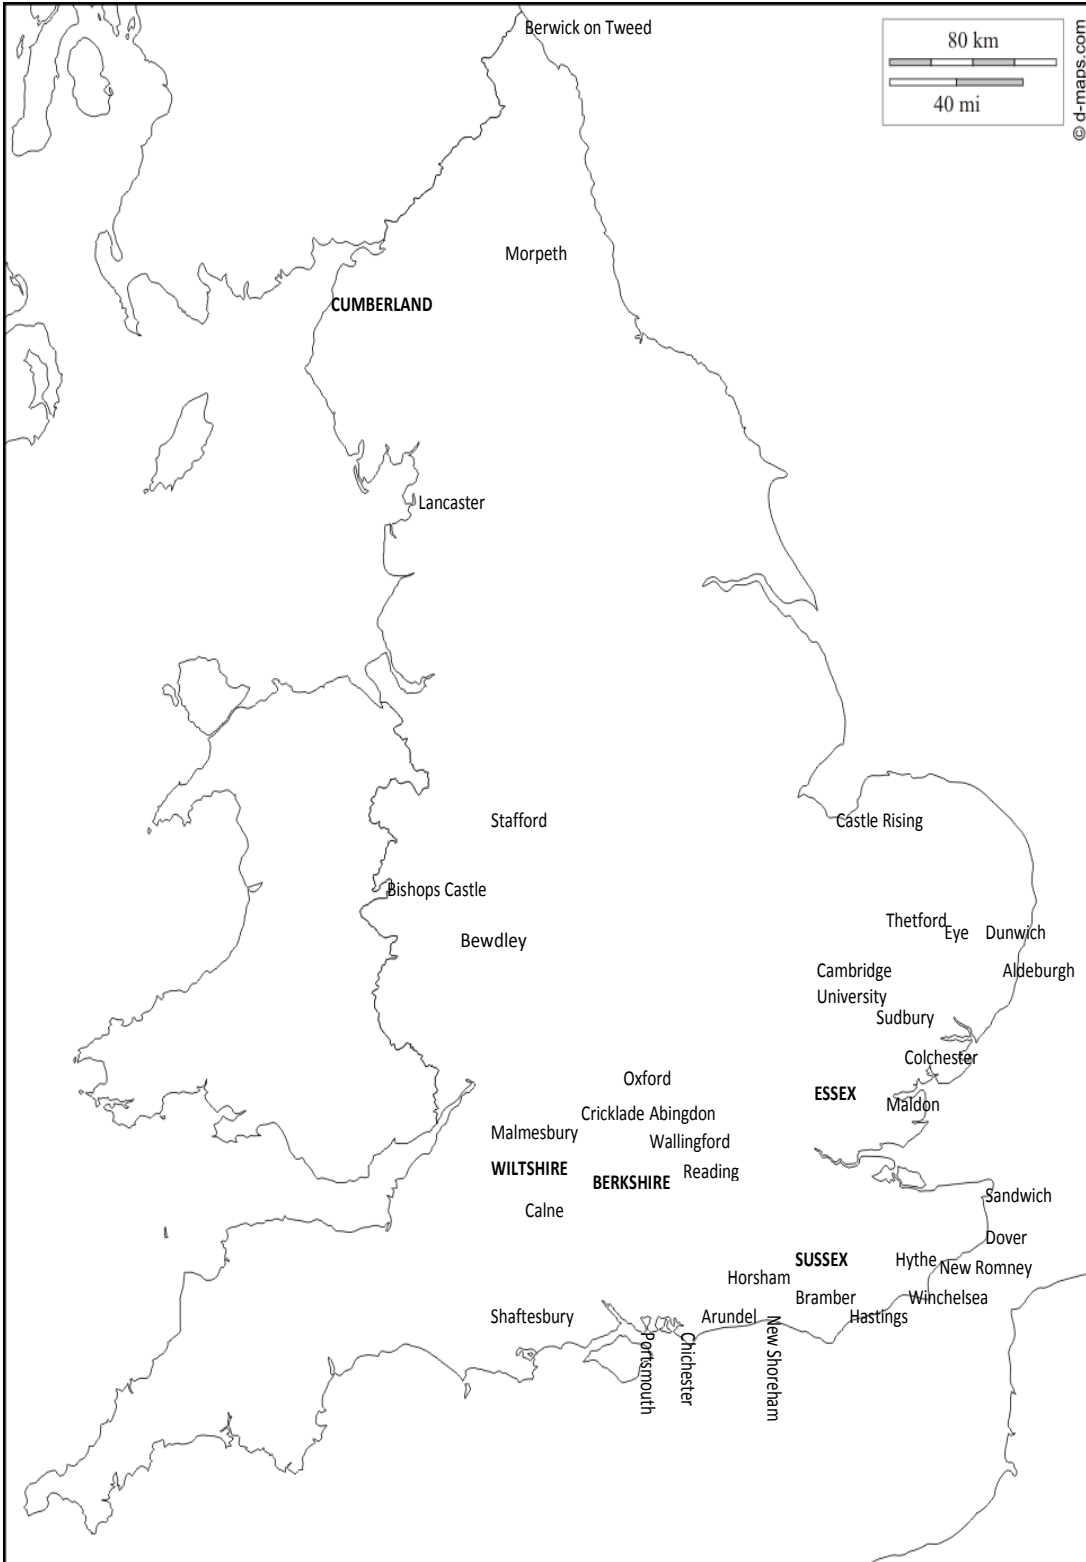 Berwick on Tweed
80 km
40 mi
© d-maps.com
Morpeth
CUMBERLAND
Lancaster
Stafford
Castle Rising
Bishops Castle
Thetford
Eye
Dunwich
Bewdley
Cambridge
University
Aldeburgh
Sudbury
Colchester
Oxford
ESSEX
Maldon
Cricklade
Abingdon
Malmesbury
Wallingford
WILTSHIRE
BERKSHIRE
Reading
Calne
Sandwich
Dover
SUSSEX
Hythe
New Romney
Horsham
Bramber
Winchelsea
Shaftesbury
Arundel
Hastings
Portsmouth
Chichester
New Shoreham